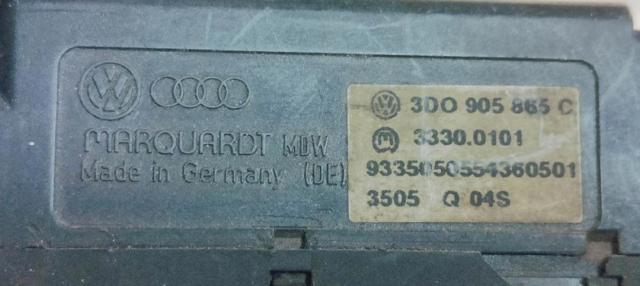 MARQUARDT MDW
Made in Germany (DE)
3D0 905 865 C
3330.0101
9335050554360501
3505 Q 04S